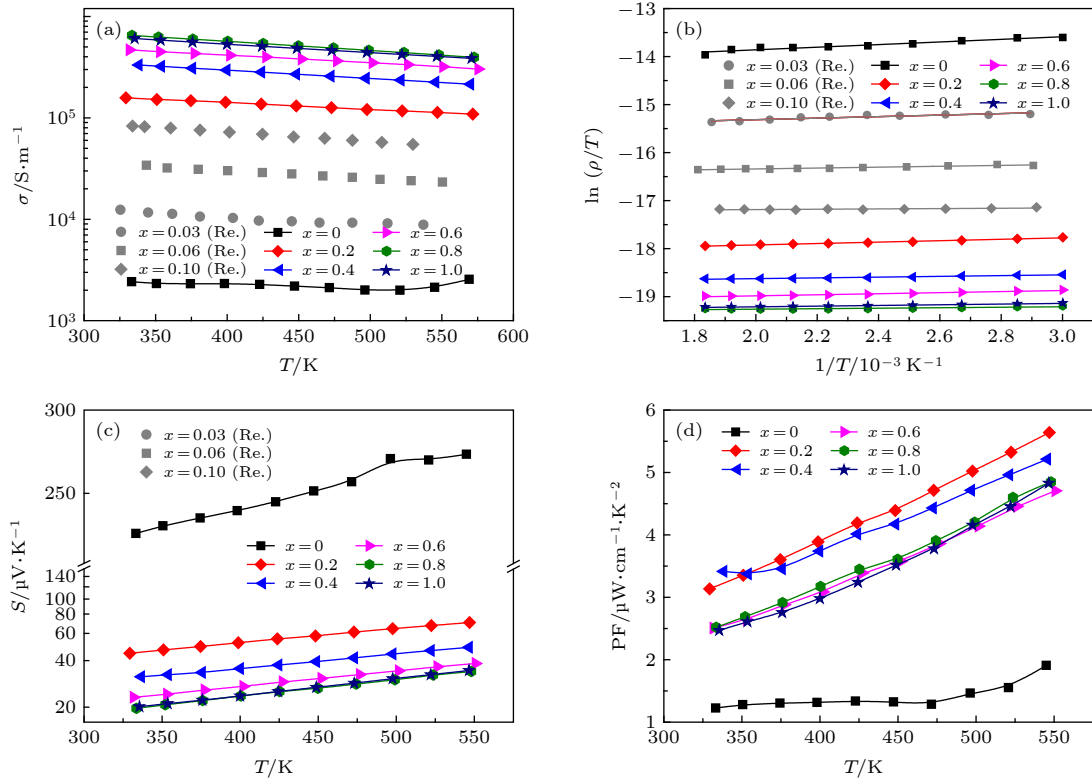 (a)
10⁵
10⁴
10³
σ/S·m⁻¹
x=0.03 (Re.) x=0 x=0.6
x=0.06 (Re.) x=0.2 x=0.8
x=0.10 (Re.) x=0.4 x=1.0
300 350 400 450 500 550 600
T/K
(b)
−13
−14
−15
−16
−17
−18
−19
ln (ρ/T)
x=0.03 (Re.) x=0 x=0.6
x=0.06 (Re.) x=0.2 x=0.8
x=0.10 (Re.) x=0.4 x=1.0
1.8 2.0 2.2 2.4 2.6 2.8 3.0
1/T/10⁻³ K⁻¹
(c)
300
250
140
100
80
60
40
20
S/µV·K⁻¹
x=0.03 (Re.)
x=0.06 (Re.)
x=0.10 (Re.)
x=0 x=0.6
x=0.2 x=0.8
x=0.4 x=1.0
300 350 400 450 500 550
T/K
(d)
6
5
4
3
2
1
PF/µW·cm⁻¹·K⁻²
x=0 x=0.6
x=0.2 x=0.8
x=0.4 x=1.0
300 350 400 450 500 550
T/K